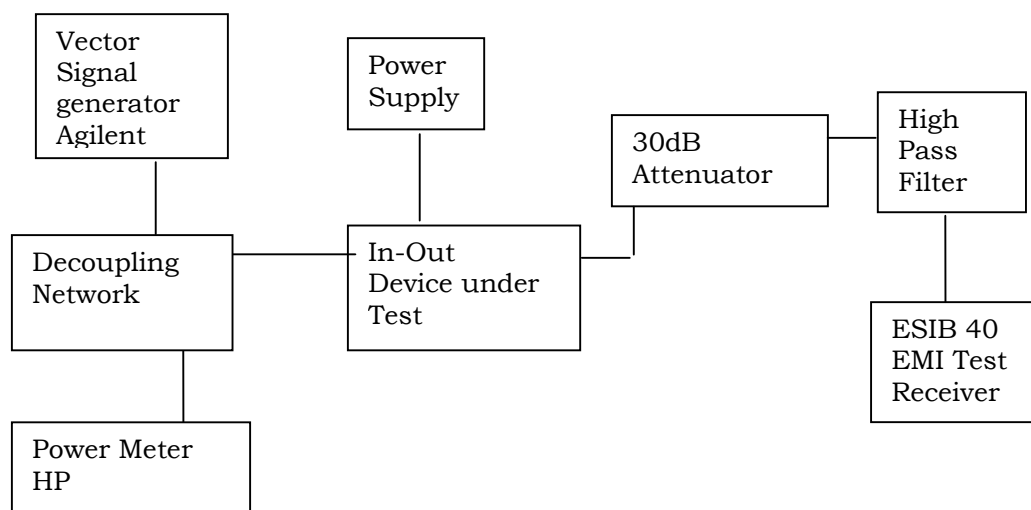 Vector
Signal
generator
Agilent
Power
Supply
30dB
Attenuator
High
Pass
Filter
Decoupling
Network
In-Out
Device under
Test
ESIB 40
EMI Test
Receiver
Power Meter
HP